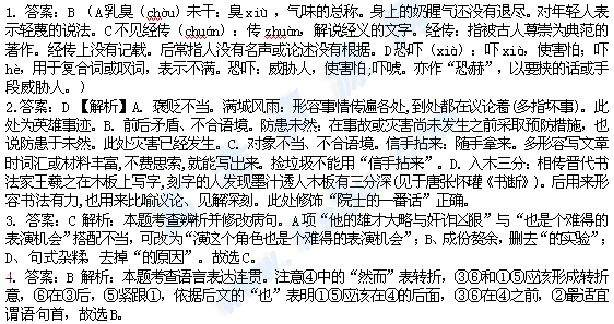 1. 答案：B （A乳臭（chòu）未干：臭xiù，气味的总称。身上的奶腥气还没有退尽。对年轻人表
示轻蔑的说法。C不见经传（chuán）：传zhuàn，解说经义的文字。经传：指被古人尊崇为典范的
著作。经传上没有记载。后常指人没有名声或论述没有根据。D恐吓（xià）：吓xià，使害怕；吓
hè，用于复合词或叹词，表示不满。恐吓：威胁人，使害怕；吓唬。亦作“恐赫”，以要挟的话或手
段威胁人。）
2.答案：D 【解析】A. 褒贬不当。满城风雨：形容事情传遍各处，到处都在议论着(多指坏事)。此
处为英雄事迹。B. 前后矛盾、不合语境。防患未然：在事故或灾害尚未发生之前采取预防措施，也
说防患于未然。此处灾害已经发生。C. 对象不当、不合语境。信手拈来：随手拿来。多形容写文章
时词汇或材料丰富,不费思索,就能写出来。捡垃圾不能用“信手拈来”。D. 入木三分：相传晋代书
法家王羲之在木板上写字,刻字的人发现墨汁透入木板有三分深(见于唐张怀瓘《书断》)。后用来形
容书法有力,也用来比喻议论、见解深刻。此处修饰“院士的一番话”正确。
3. 答案：C 解析：本题考查辨析并修改病句。A项“他的雄才大略与奸诈凶狠”与“也是个难得的
表演机会”搭配不当，可改为“演这个角色也是个难得的表演机会”；B、成份赘余，删去“的实验”；
D、 句式杂糅 去掉“的原因”。故选C。
4. 答案：B 解析：本题考查语言表达连贯。注意④中的“然而”表转折，③⑥和①⑤应该形成转折
意，⑥在③后，⑤紧跟①，依据后文的“也”表明①⑤应该在④的后面，③⑥在④之前，②最适宜
谓语句首，故选B。